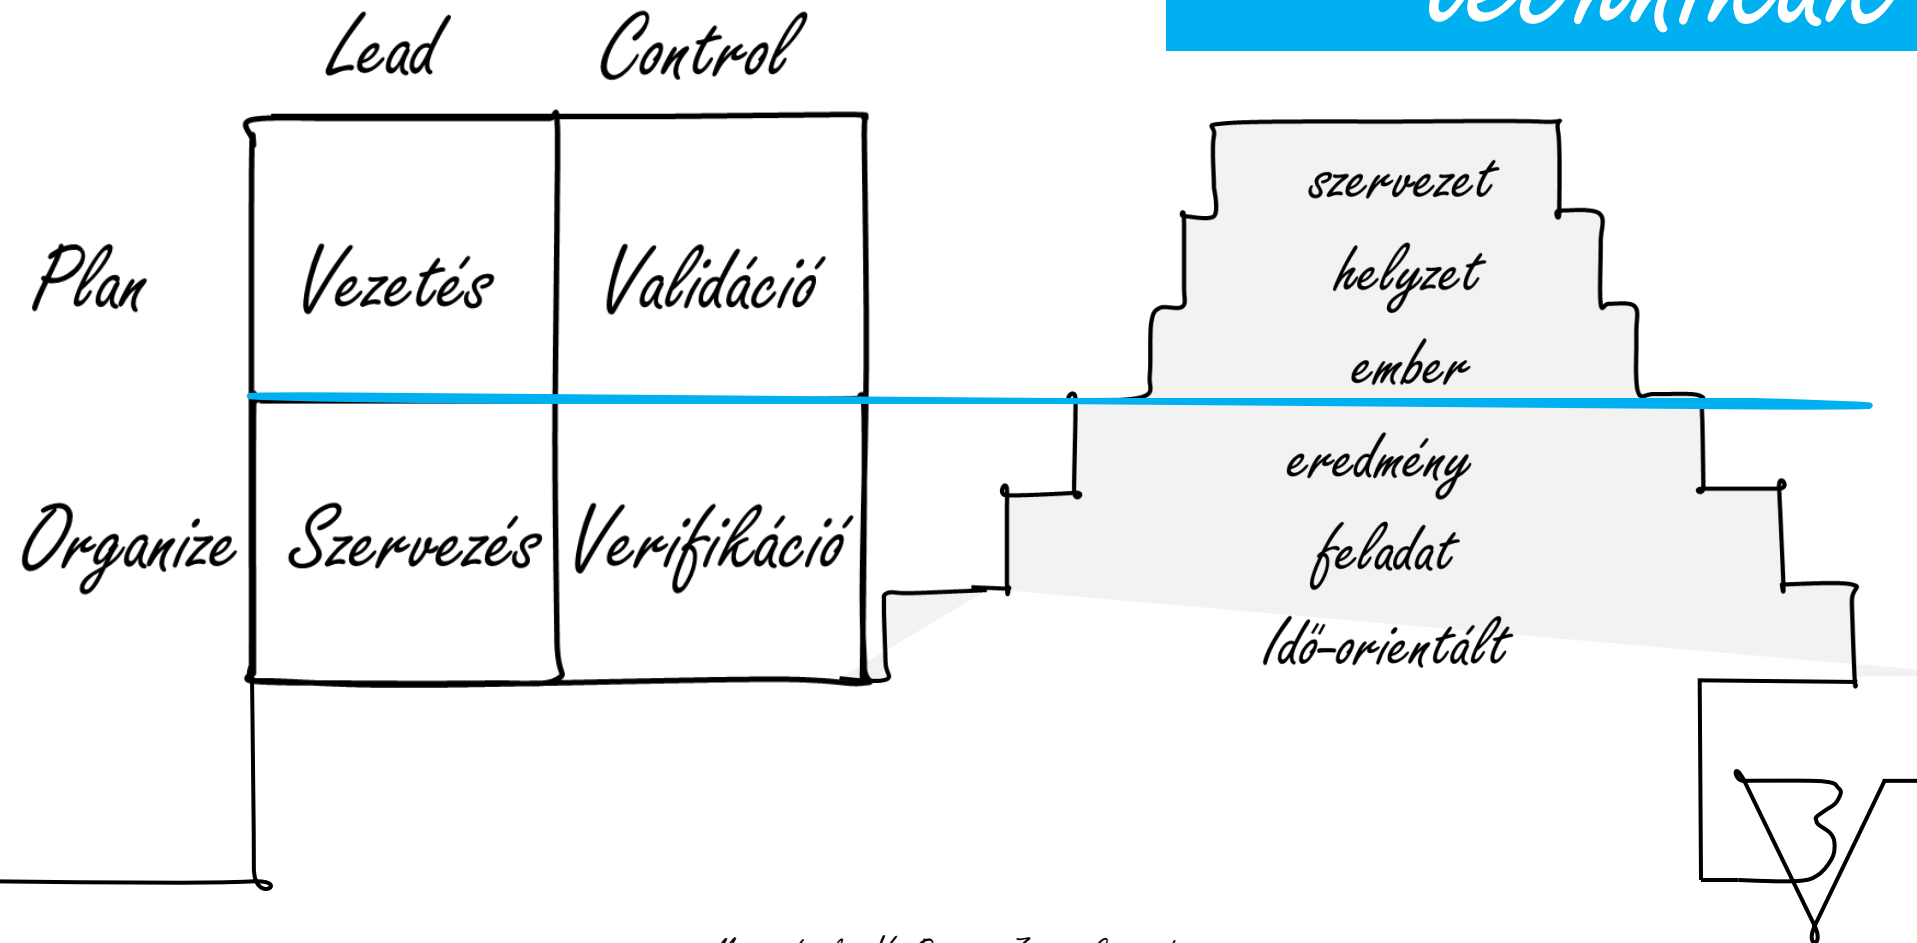 Lead Control
Plan Vezetés Validáció
Organize Szervezés Verifikáció
szervezet
helyzet
ember
eredmény
feladat
Idő-orientált